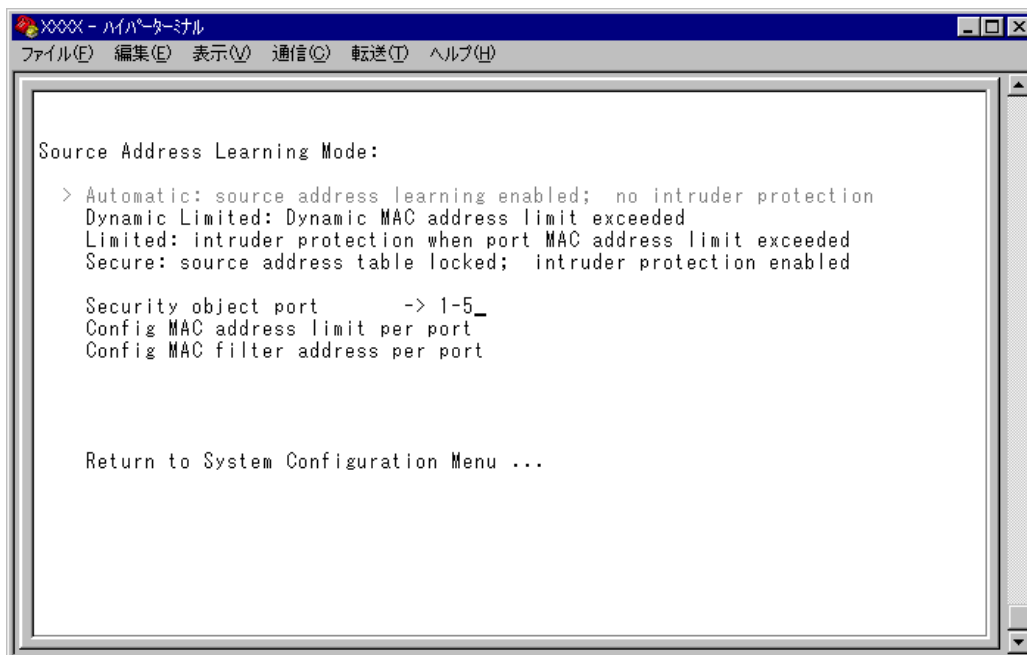 XXXX - ハイパーターミナル
ファイル(F) 編集(E) 表示(V) 通信(C) 転送(T) ヘルプ(H)
Source Address Learning Mode:
> Automatic: source address learning enabled; no intruder protection
Dynamic Limited: Dynamic MAC address limit exceeded
Limited: intruder protection when port MAC address limit exceeded
Secure: source address table locked; intruder protection enabled
Security object port -> 1-5_
Config MAC address limit per port
Config MAC filter address per port
Return to System Configuration Menu ...